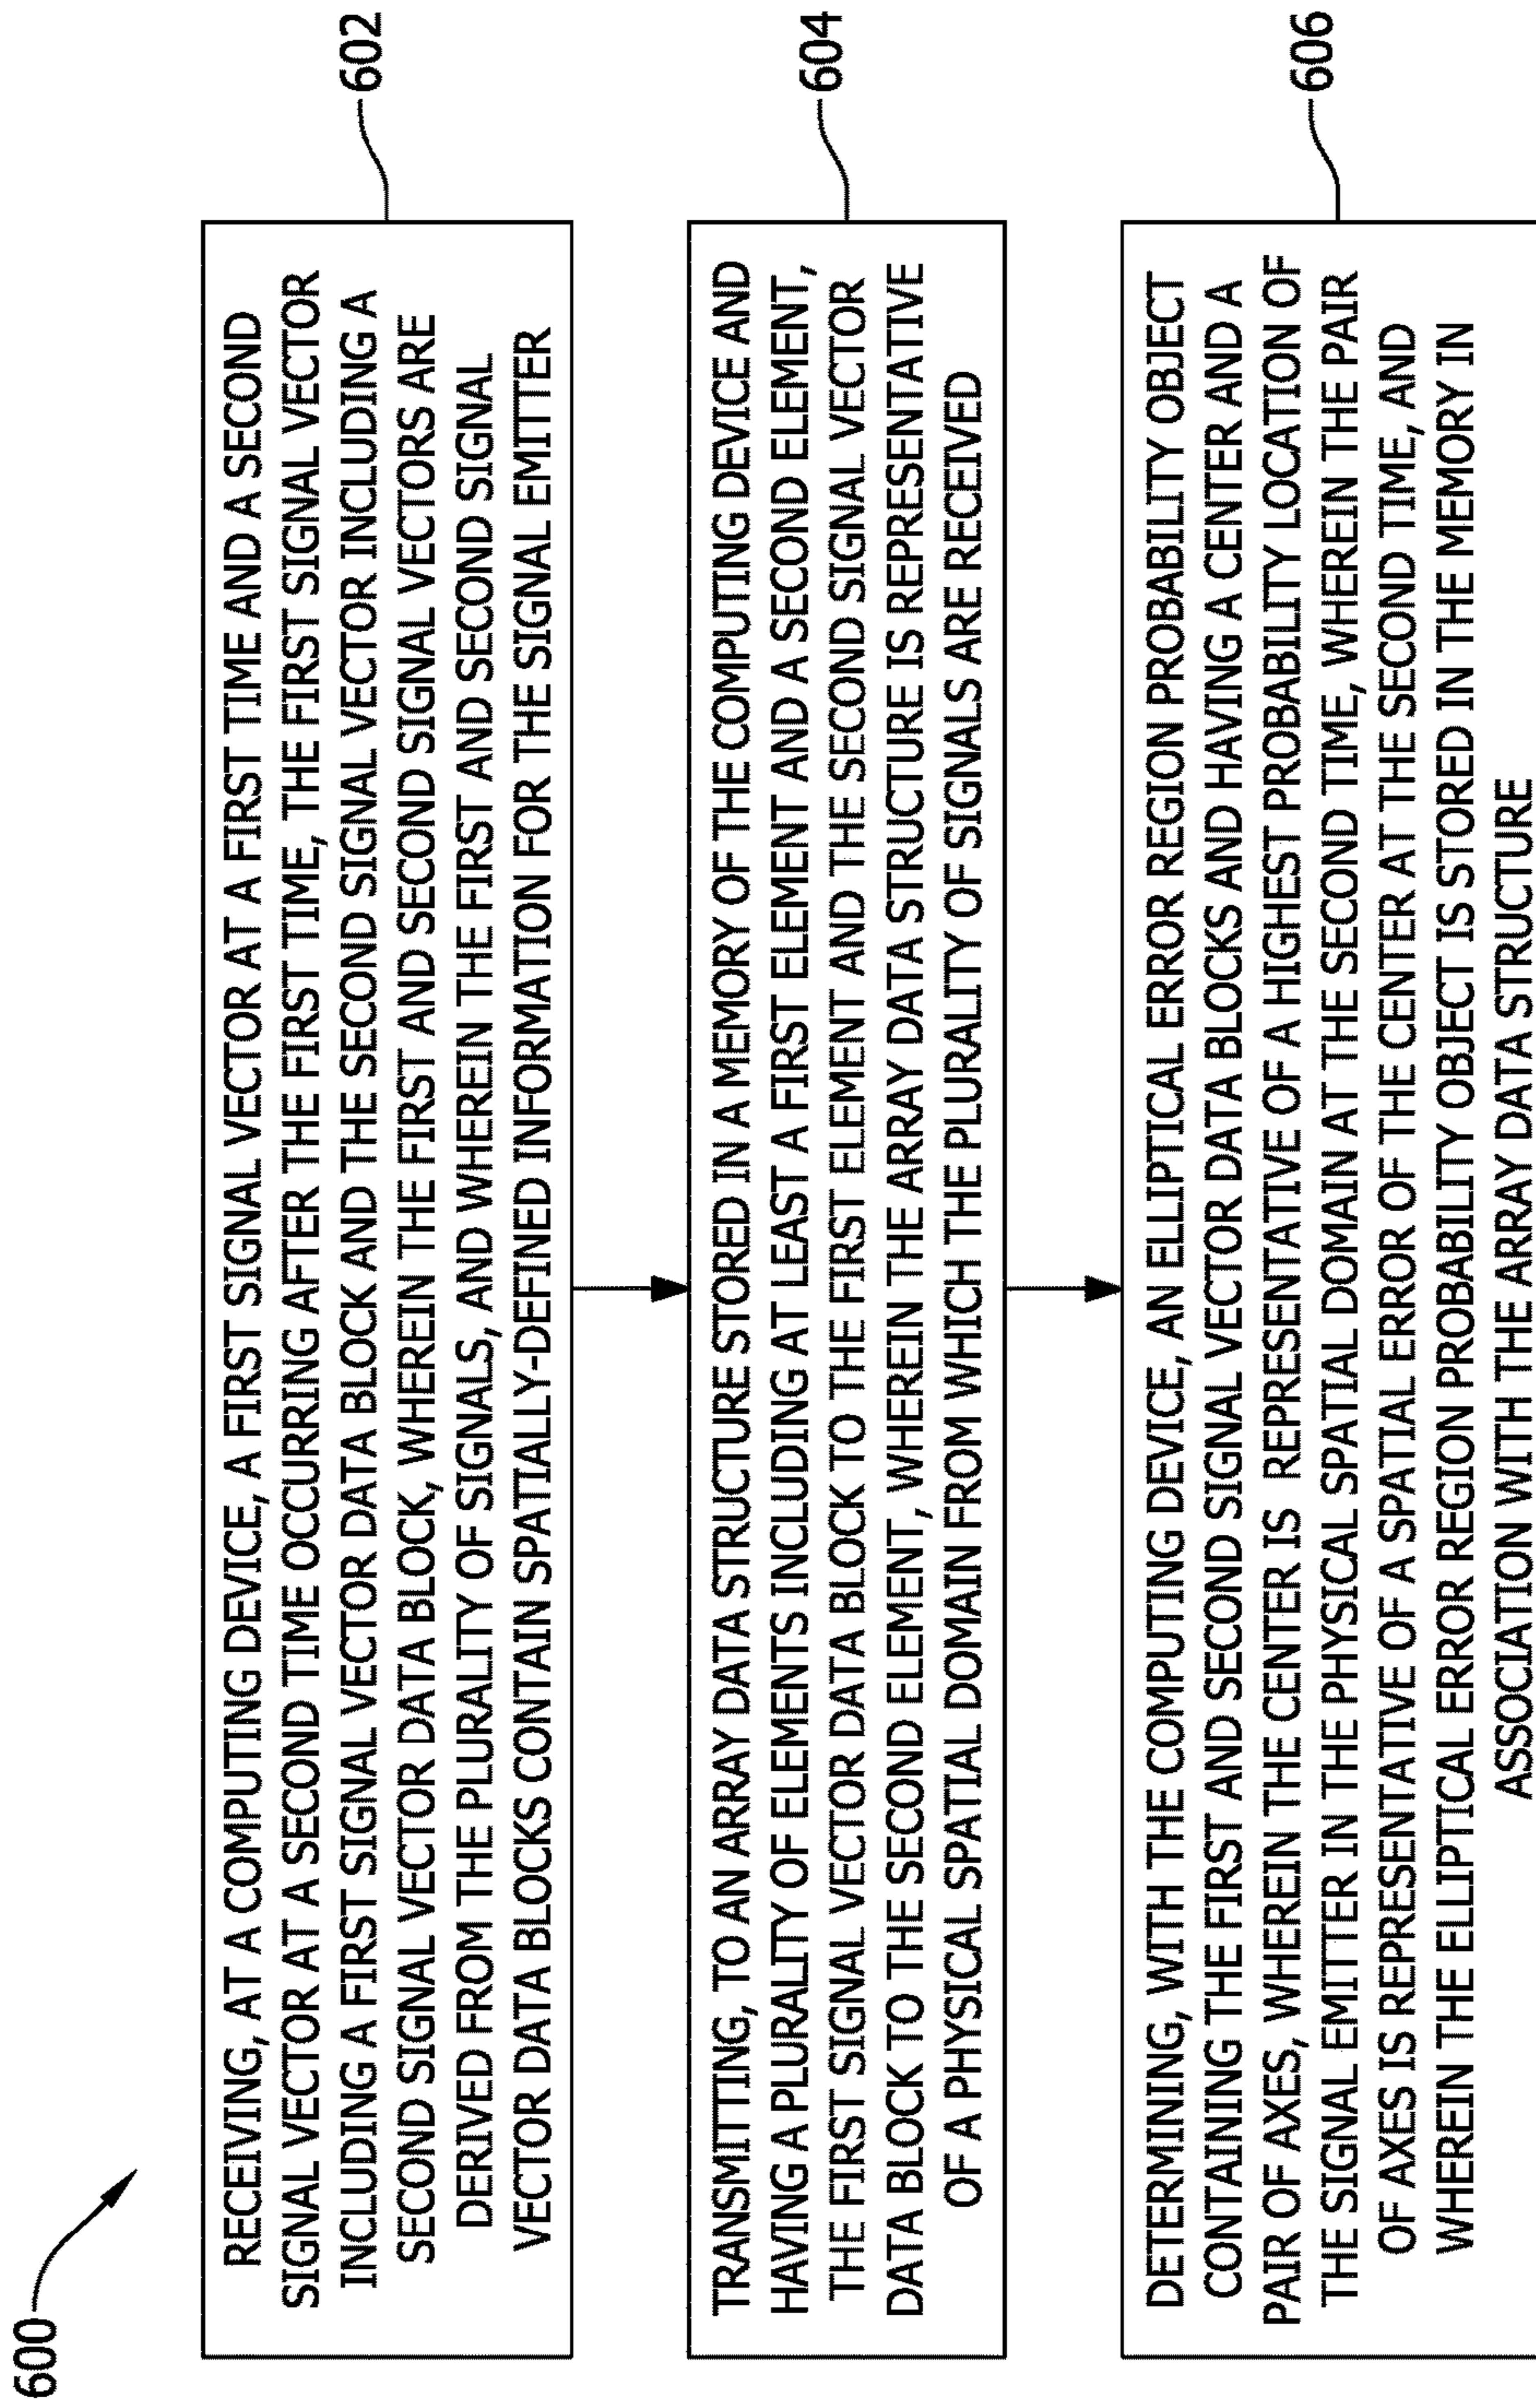 600
RECEIVING, AT A COMPUTING DEVICE, A FIRST SIGNAL VECTOR AT A FIRST TIME AND A SECOND
SIGNAL VECTOR AT A SECOND TIME OCCURRING AFTER THE FIRST TIME, THE FIRST SIGNAL VECTOR
INCLUDING A FIRST SIGNAL VECTOR DATA BLOCK AND THE SECOND SIGNAL VECTOR INCLUDING A
SECOND SIGNAL VECTOR DATA BLOCK, WHEREIN THE FIRST AND SECOND SIGNAL VECTORS ARE
DERIVED FROM THE PLURALITY OF SIGNALS, AND WHEREIN THE FIRST AND SECOND SIGNAL
VECTOR DATA BLOCKS CONTAIN SPATIALLY-DEFINED INFORMATION FOR THE SIGNAL EMITTER
602
TRANSMITTING, TO AN ARRAY DATA STRUCTURE STORED IN A MEMORY OF THE COMPUTING DEVICE AND
HAVING A PLURALITY OF ELEMENTS INCLUDING AT LEAST A FIRST ELEMENT AND A SECOND ELEMENT,
THE FIRST SIGNAL VECTOR DATA BLOCK TO THE FIRST ELEMENT AND THE SECOND SIGNAL VECTOR
DATA BLOCK TO THE SECOND ELEMENT, WHEREIN THE ARRAY DATA STRUCTURE IS REPRESENTATIVE
OF A PHYSICAL SPATIAL DOMAIN FROM WHICH THE PLURALITY OF SIGNALS ARE RECEIVED
604
DETERMINING, WITH THE COMPUTING DEVICE, AN ELLIPTICAL ERROR REGION PROBABILITY OBJECT
CONTAINING THE FIRST AND SECOND SIGNAL VECTOR DATA BLOCKS AND HAVING A CENTER AND A
PAIR OF AXES, WHEREIN THE CENTER IS REPRESENTATIVE OF A HIGHEST PROBABILITY LOCATION OF
THE SIGNAL EMITTER IN THE PHYSICAL SPATIAL DOMAIN AT THE SECOND TIME, WHEREIN THE PAIR
OF AXES IS REPRESENTATIVE OF A SPATIAL ERROR OF THE CENTER AT THE SECOND TIME, AND
WHEREIN THE ELLIPTICAL ERROR REGION PROBABILITY OBJECT IS STORED IN THE MEMORY IN
ASSOCIATION WITH THE ARRAY DATA STRUCTURE
606